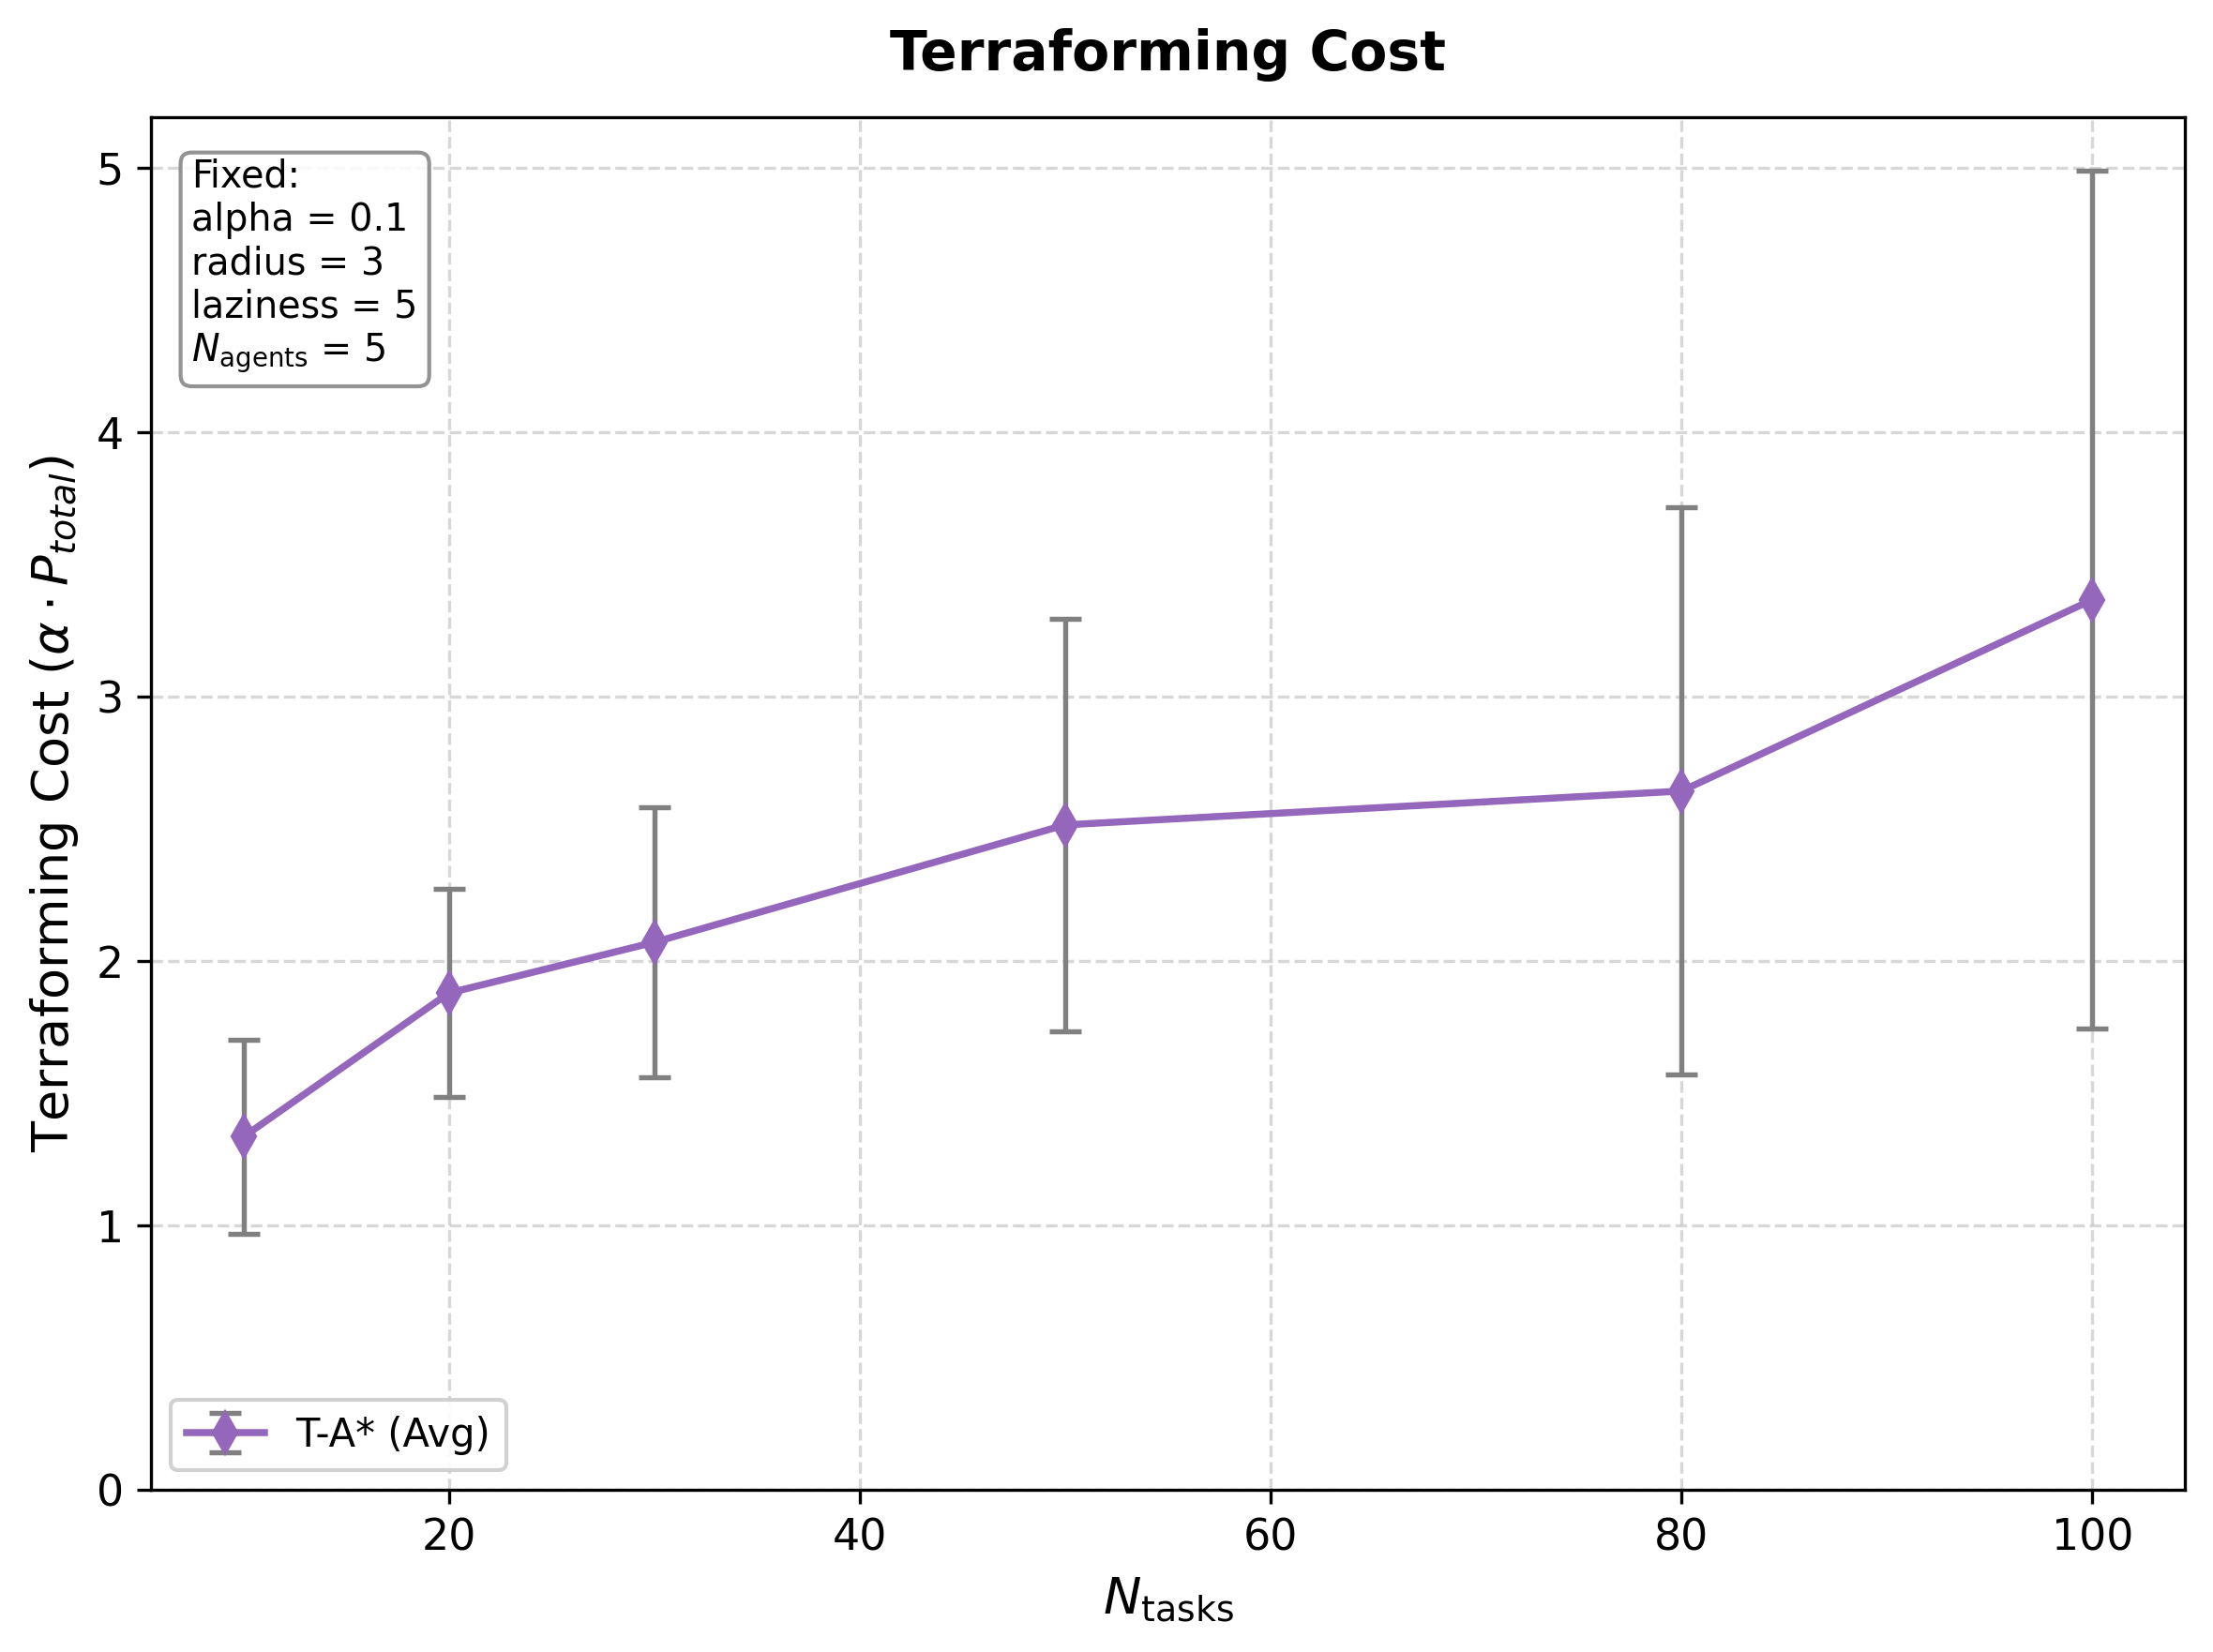 Terraforming Cost
Terraforming Cost (α · P_total)
5
4
3
2
1
0
Fixed:
alpha = 0.1
radius = 3
laziness = 5
N_agents = 5
T-A* (Avg)
20 40 60 80 100
N_tasks